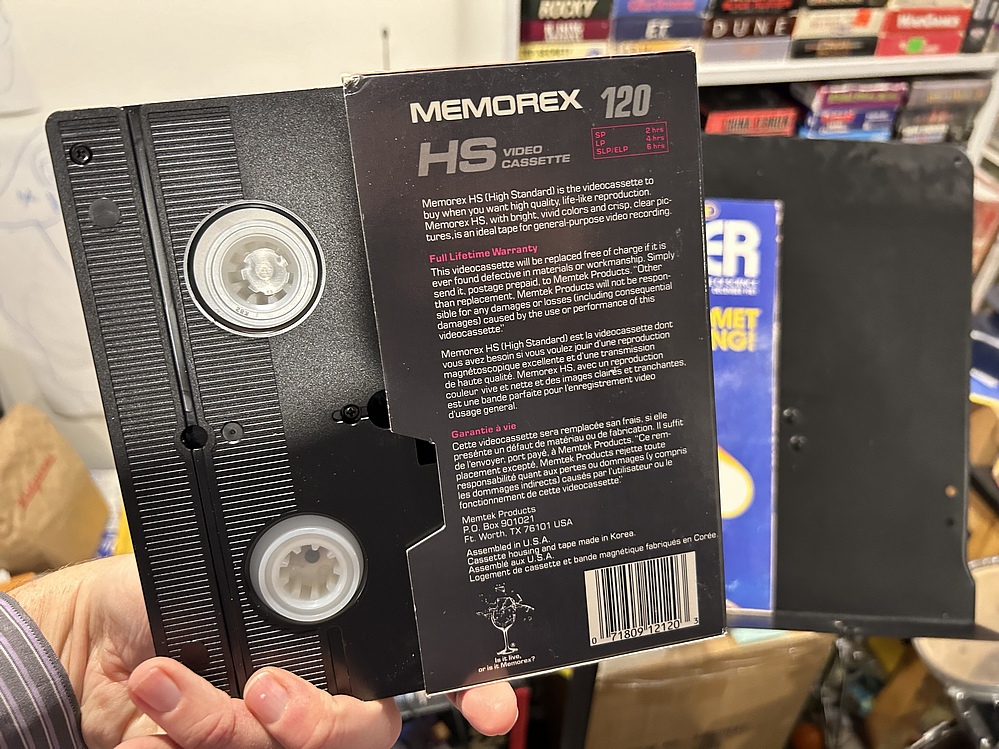 ROCKY
ET
DUNE
WARGAMES
MEMOREX 120
HS VIDEO CASSETTE
SP 2 hrs
LP 4 hrs
SLP/ELP 6 hrs
Memorex HS (High Standard) is the videocassette to
buy when you want high quality, life-like reproduction.
Memorex HS, with bright, vivid colors and crisp, clear pic-
tures, is an ideal tape for general-purpose video recording.
Full Lifetime Warranty
This videocassette will be replaced free of charge if it is
ever found defective in materials or workmanship. Simply
send it, postage prepaid, to Memtek Products. "Other
than replacement, Memtek Products will not be respon-
sible for any damages or losses (including consequential
damages) caused by the use or performance of this
videocassette."
Memorex HS (High Standard) est la videocassette dont
vous avez besoin si vous voulez jouir d'une reproduction
magnétoscopique excellente et d'une transmission
de haute qualité. Memorex HS, avec un reproduction
couleur vive et nette et des images claires et tranchantes,
est une bande parfaite pour l'enregistrement video
d'usage general.
Garantie à vie
Cette videocassette sera remplacée san frais, si elle
presénte un défaut de matériau ou de fabrication. Il suffit
de l'envoyer, port payé, à Memtek Products. "Ce rem-
placement excepté, Memtek Products rejette toute
responsabilité quant aux pertes ou dommages (y compris
les dommages indirects) causés par l'utilisateur ou le
fonctionnement de cette videocassette."
Memtek Products
P.O. Box 901021
Ft. Worth, TX 76101 USA
Assembled in U.S.A.
Cassette housing and tape made in Korea.
Assemblé aux U.S.A.
Logement de cassette et bande magnétique fabriqués en Corée.
Is it live,
or is it Memorex?
0 71809 12120 3
ER
MET
NG!